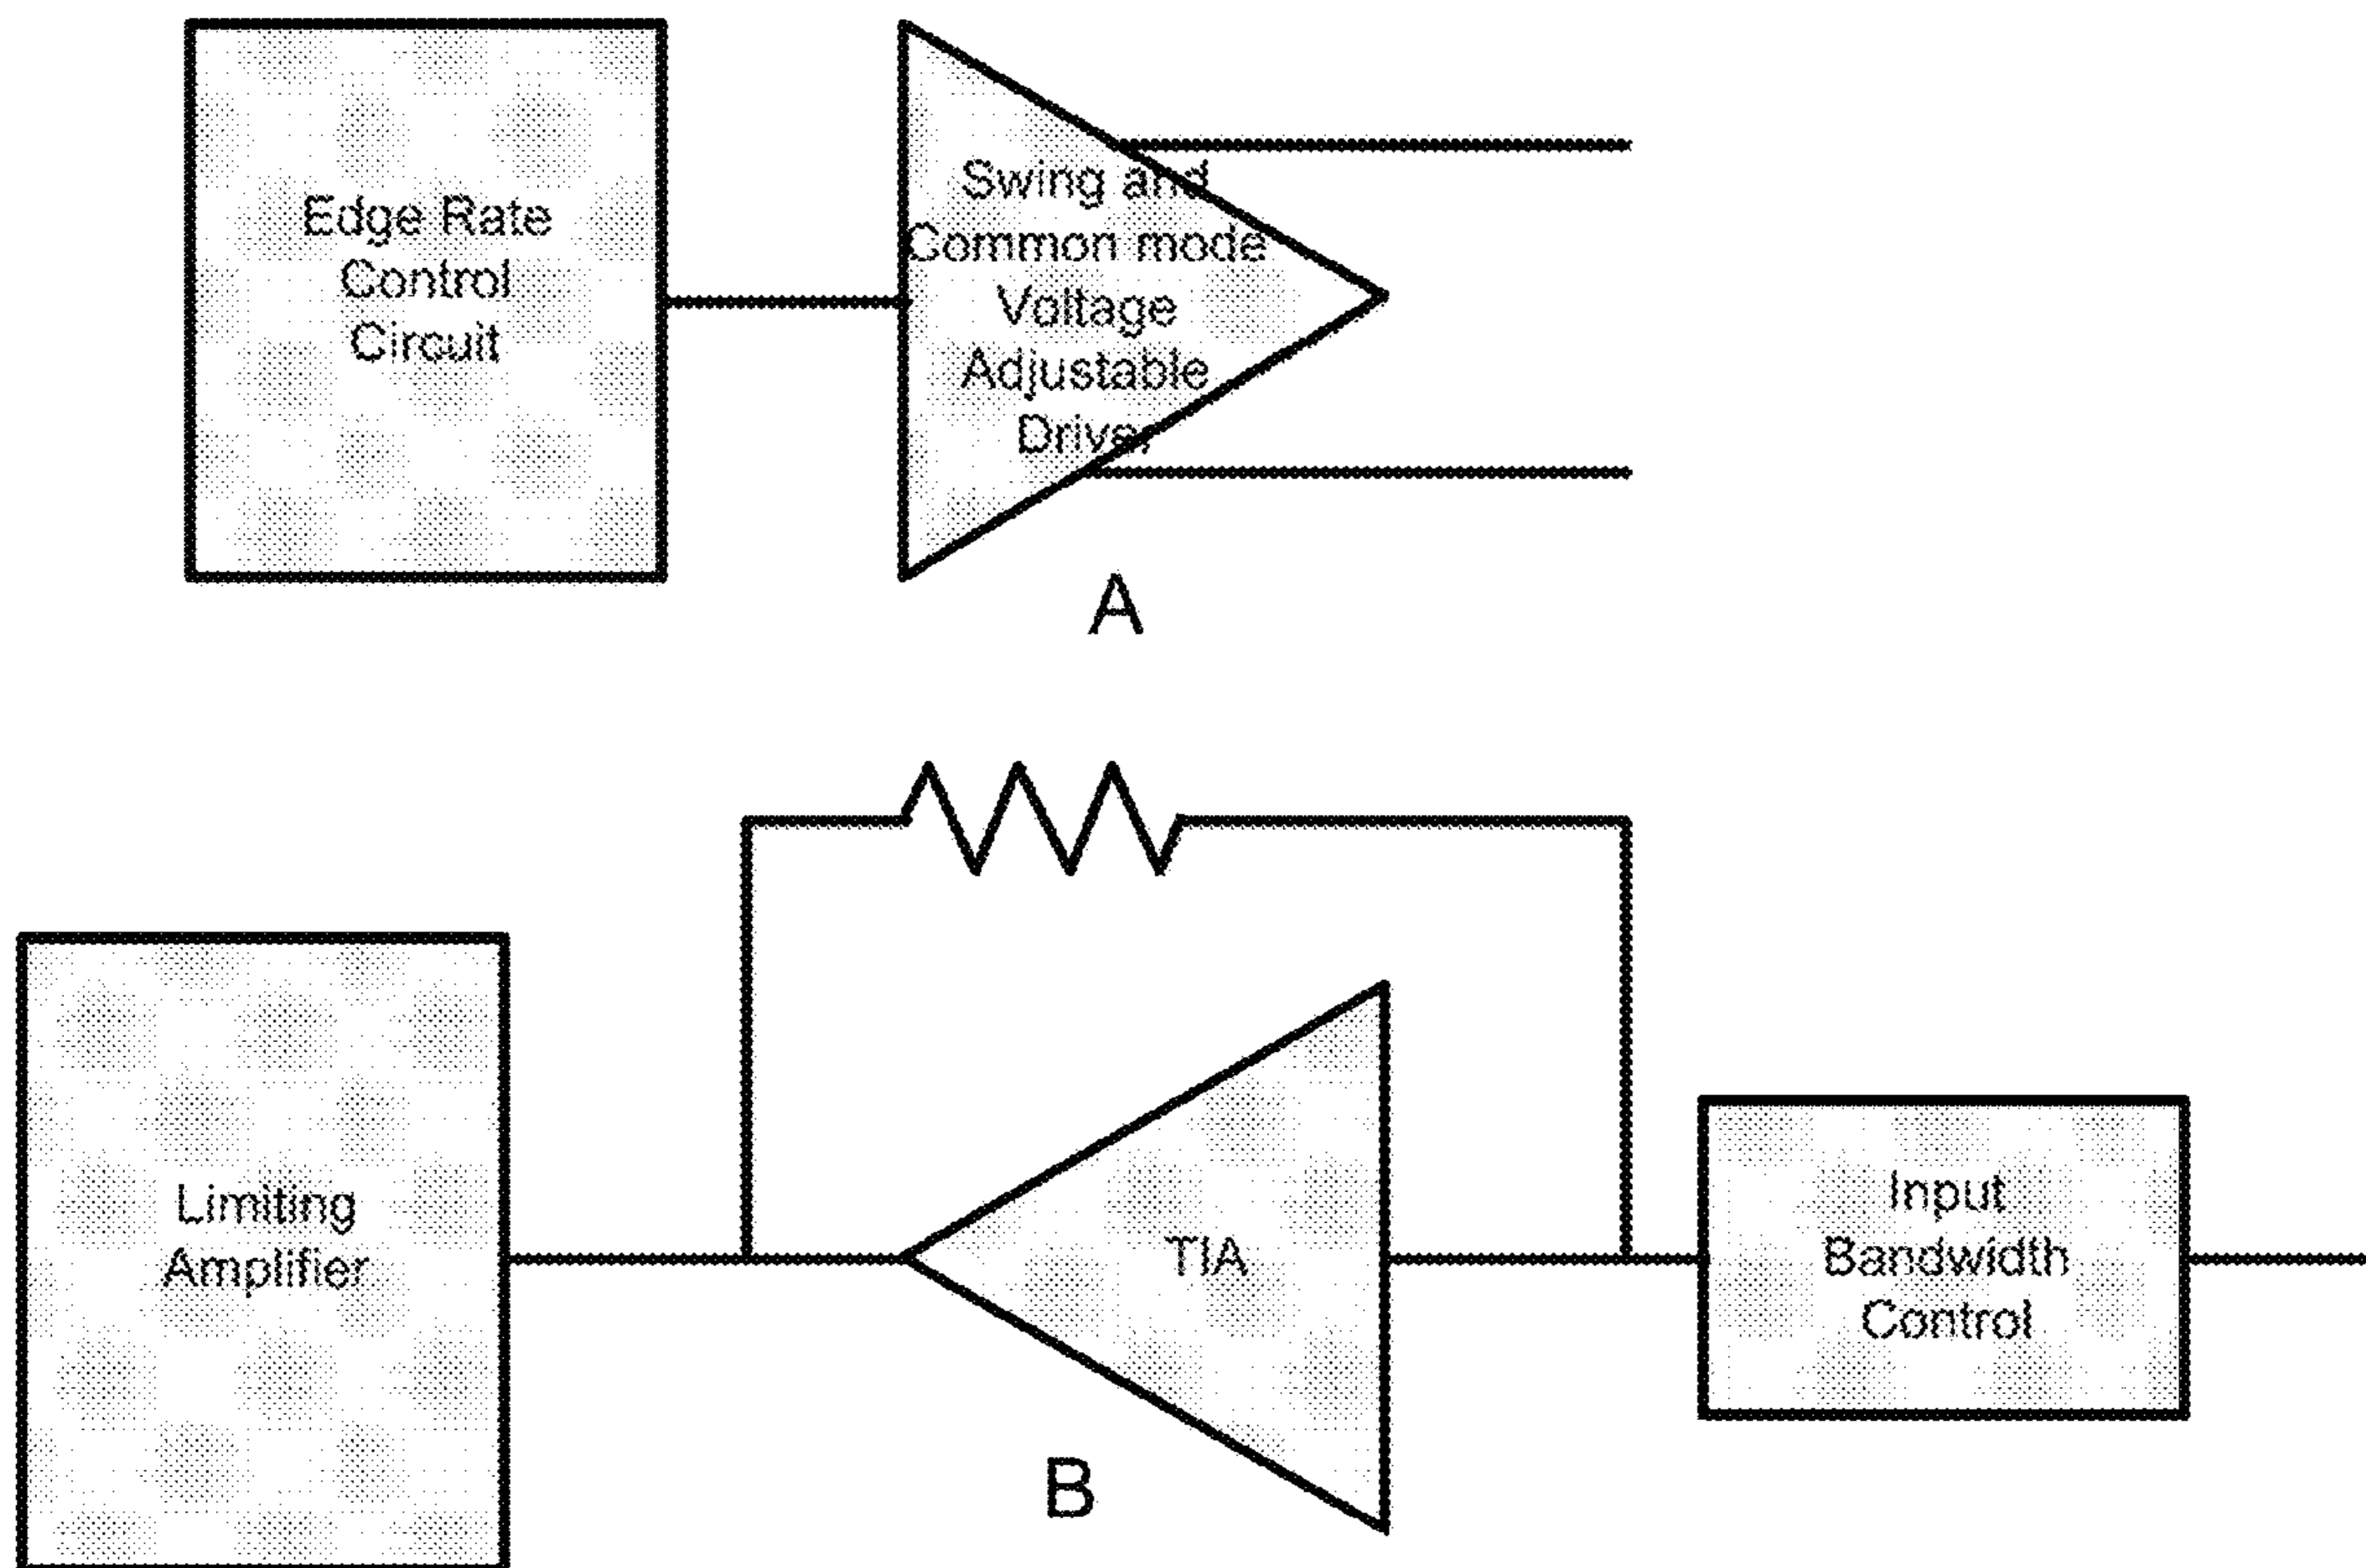 Edge Rate
Control
Circuit
Swing and
Common mode
Voltage
Adjustable
Driver
A
Limiting
Amplifier
TIA
Input
Bandwidth
Control
B